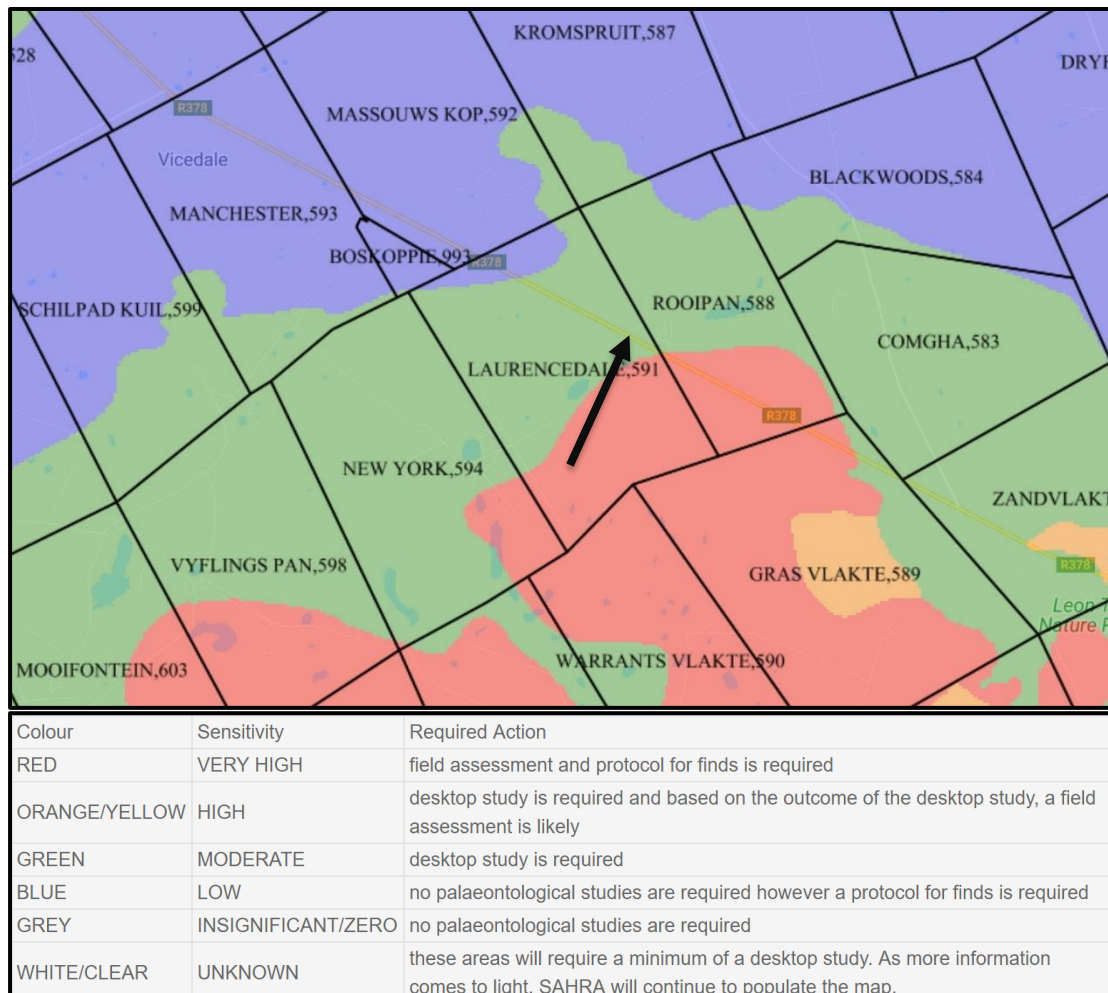 KROMSPRUIT,587
528
R378
MASSOUWS KOP,592
Vicedale
BLACKWOODS,584
MANCHESTER,593
BOSKOPPIE,993
R378
SCHILPAD KUIL,599
ROOIPAN,588
COMGHA,583
LAURENCEDALE,591
R378
NEW YORK,594
VYFLINGS PAN,598
GRAS VLAKTE,589
R378
MOOIFONTEIN,603
WARRANTS VLAKTE,590
Nature
Colour Sensitivity Required Action
RED VERY HIGH field assessment and protocol for finds is required
ORANGE/YELLOW HIGH desktop study is required and based on the outcome of the desktop study, a field
assessment is likely
GREEN MODERATE desktop study is required
BLUE LOW no palaeontological studies are required however a protocol for finds is required
GREY INSIGNIFICANT/ZERO no palaeontological studies are required
WHITE/CLEAR UNKNOWN these areas will require a minimum of a desktop study. As more information
comes to light, SAHRA will continue to populate the map.